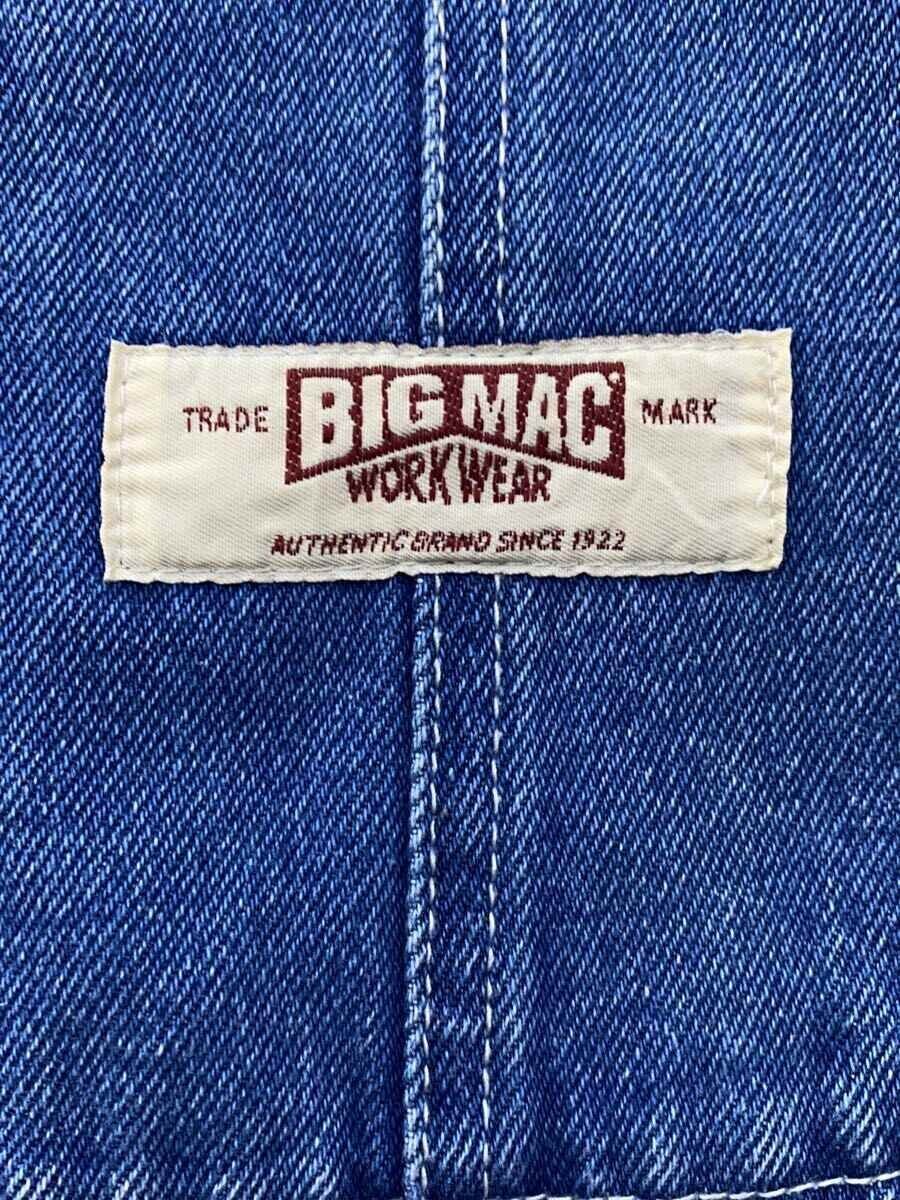 TRADE BIG MAC® MARK
WORKWEAR
AUTHENTIC BRAND SINCE 1922